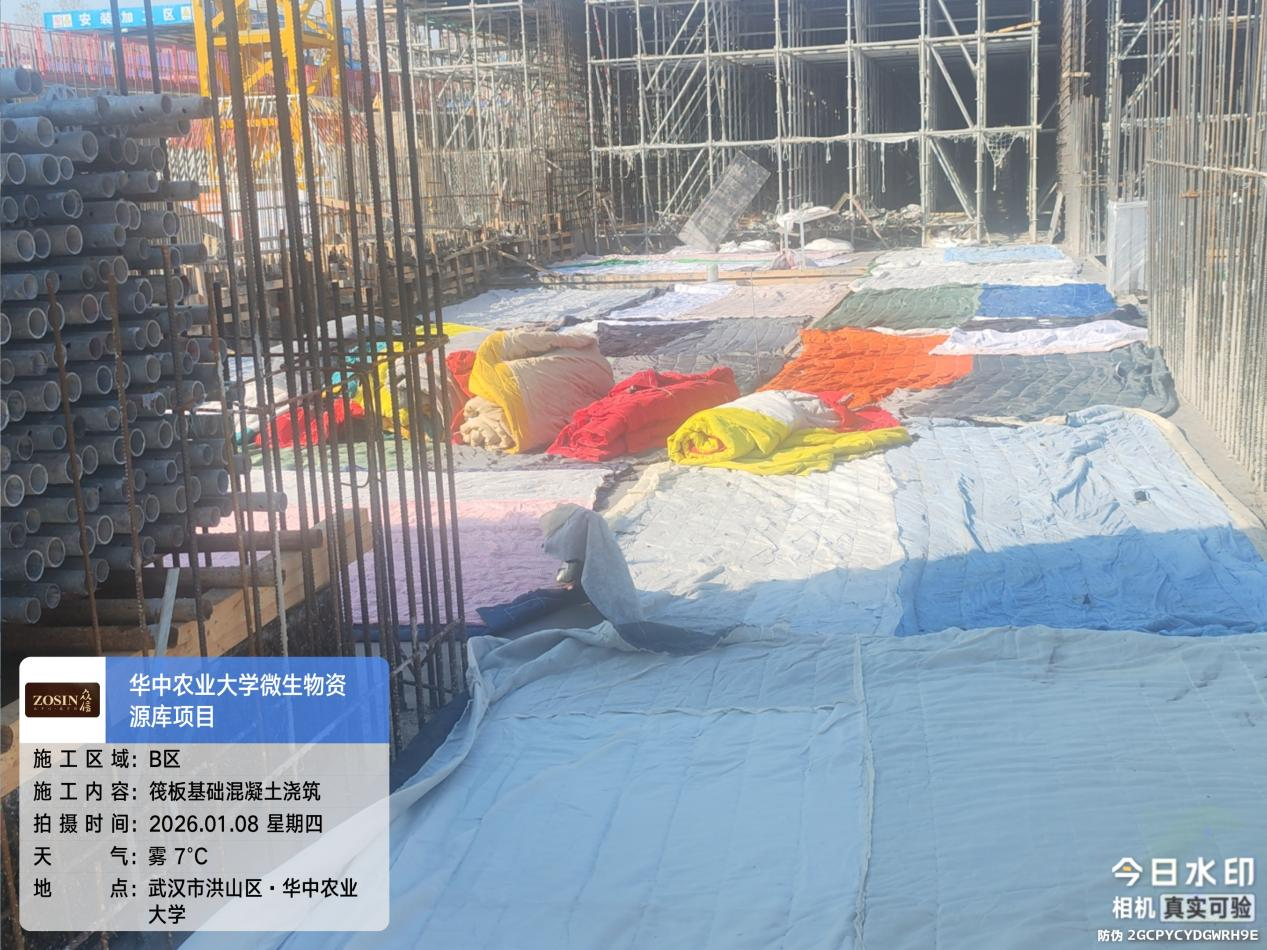 安装加工区
ZOSIN 众信
华中农业大学微生物资
源库项目
施工区域：B区
施工内容：筏板基础混凝土浇筑
拍摄时间：2026.01.08 星期四
天气：雾 7°C
地点：武汉市洪山区·华中农业
大学
今日水印
相机 真实可验
防伪 2GCPYCYDGWRH9E